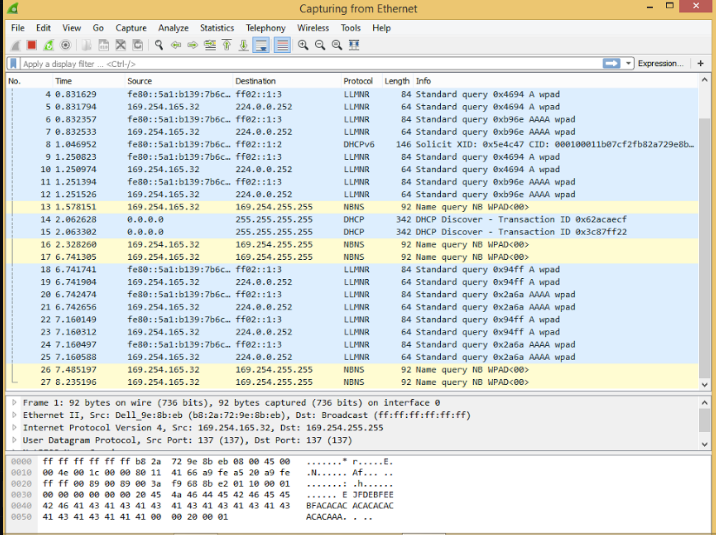 Capturing from Ethernet
File Edit View Go Capture Analyze Statistics Telephony Wireless Tools Help
Apply a display filter ... <Ctrl-/> Expression... +
No. Time Source Destination Protocol Length Info
4 0.831629 fe80::5a1:b139:7b6c… ff02::1:3 LLMNR 84 Standard query 0x4694 A wpad
5 0.831794 169.254.165.32 224.0.0.252 LLMNR 64 Standard query 0x4694 A wpad
6 0.832357 fe80::5a1:b139:7b6c… ff02::1:3 LLMNR 84 Standard query 0xb96e AAAA wpad
7 0.832533 169.254.165.32 224.0.0.252 LLMNR 64 Standard query 0xb96e AAAA wpad
8 1.046952 fe80::5a1:b139:7b6c… ff02::1:2 DHCPv6 146 Solicit XID: 0x5e4c47 CID: 000100011b07cf2fb82a729e8b…
9 1.250823 fe80::5a1:b139:7b6c… ff02::1:3 LLMNR 84 Standard query 0x4694 A wpad
10 1.250974 169.254.165.32 224.0.0.252 LLMNR 64 Standard query 0x4694 A wpad
11 1.251394 fe80::5a1:b139:7b6c… ff02::1:3 LLMNR 84 Standard query 0xb96e AAAA wpad
12 1.251526 169.254.165.32 224.0.0.252 LLMNR 64 Standard query 0xb96e AAAA wpad
13 1.578151 169.254.165.32 169.254.255.255 NBNS 92 Name query NB WPAD<00>
14 2.062628 0.0.0.0 255.255.255.255 DHCP 342 DHCP Discover - Transaction ID 0x62acaecf
15 2.063302 0.0.0.0 255.255.255.255 DHCP 342 DHCP Discover - Transaction ID 0x3c87ff22
16 2.328260 169.254.165.32 169.254.255.255 NBNS 92 Name query NB WPAD<00>
17 6.741305 169.254.165.32 169.254.255.255 NBNS 92 Name query NB WPAD<00>
18 6.741741 fe80::5a1:b139:7b6c… ff02::1:3 LLMNR 84 Standard query 0x94ff A wpad
19 6.741904 169.254.165.32 224.0.0.252 LLMNR 64 Standard query 0x94ff A wpad
20 6.742474 fe80::5a1:b139:7b6c… ff02::1:3 LLMNR 84 Standard query 0x2a6a AAAA wpad
21 6.742656 169.254.165.32 224.0.0.252 LLMNR 64 Standard query 0x2a6a AAAA wpad
22 7.160149 fe80::5a1:b139:7b6c… ff02::1:3 LLMNR 84 Standard query 0x94ff A wpad
23 7.160312 169.254.165.32 224.0.0.252 LLMNR 64 Standard query 0x94ff A wpad
24 7.160497 fe80::5a1:b139:7b6c… ff02::1:3 LLMNR 84 Standard query 0x2a6a AAAA wpad
25 7.160588 169.254.165.32 224.0.0.252 LLMNR 64 Standard query 0x2a6a AAAA wpad
26 7.485197 169.254.165.32 169.254.255.255 NBNS 92 Name query NB WPAD<00>
27 8.235196 169.254.165.32 169.254.255.255 NBNS 92 Name query NB WPAD<00>
Frame 1: 92 bytes on wire (736 bits), 92 bytes captured (736 bits) on interface 0
Ethernet II, Src: Dell_9e:8b:eb (b8:2a:72:9e:8b:eb), Dst: Broadcast (ff:ff:ff:ff:ff:ff)
Internet Protocol Version 4, Src: 169.254.165.32, Dst: 169.254.255.255
User Datagram Protocol, Src Port: 137 (137), Dst Port: 137 (137)
0000 ff ff ff ff ff ff b8 2a 72 9e 8b eb 08 00 45 00 .......* r.....E.
0010 00 4e 00 1c 00 00 80 11 41 66 a9 fe a5 20 a9 fe .N...... Af... ..
0020 ff ff 00 89 00 89 00 3a f9 68 8b e2 01 10 00 01 .......: .h......
0030 00 00 00 00 00 00 20 45 4a 46 44 45 42 46 45 45 ...... E JFDEBFEE
0040 42 46 41 43 41 43 41 43 41 43 41 43 41 43 41 43 BFACACAC ACACACAC
0050 41 43 41 43 41 41 41 00 00 20 00 01 ACACAAA. . ..